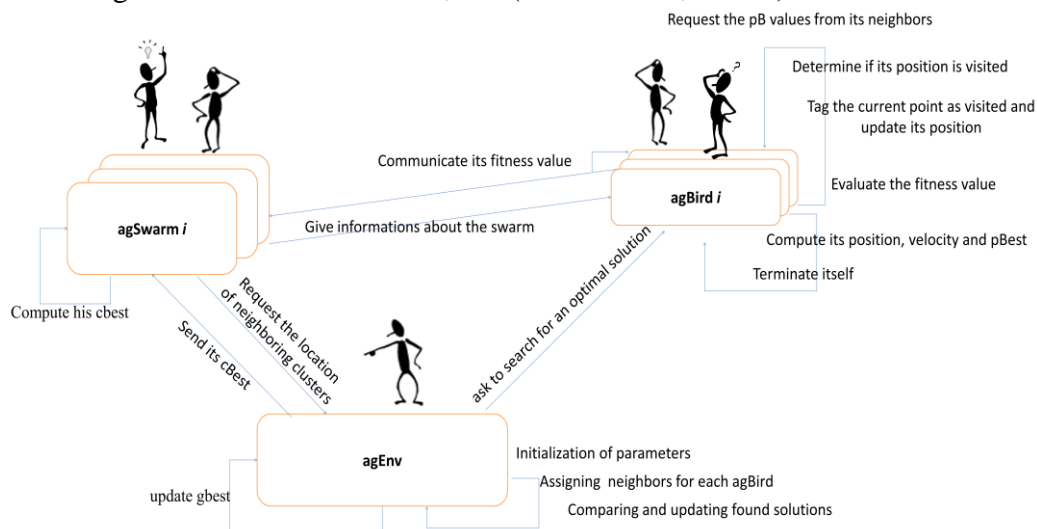 Request the pB values from its neighbors
Determine if its position is visited
Tag the current point as visited and
update its position
Communicate its fitness value
Evaluate the fitness value
agBird i
agSwarm i
Give informations about the swarm
Compute its position, velocity and pBest
Terminate itself
Compute his cbest
Request the location
of neighboring clusters
Send its cBest
ask to search for an optimal solution
agEnv
Initialization of parameters
Assigning neighbors for each agBird
update gbest
Comparing and updating found solutions